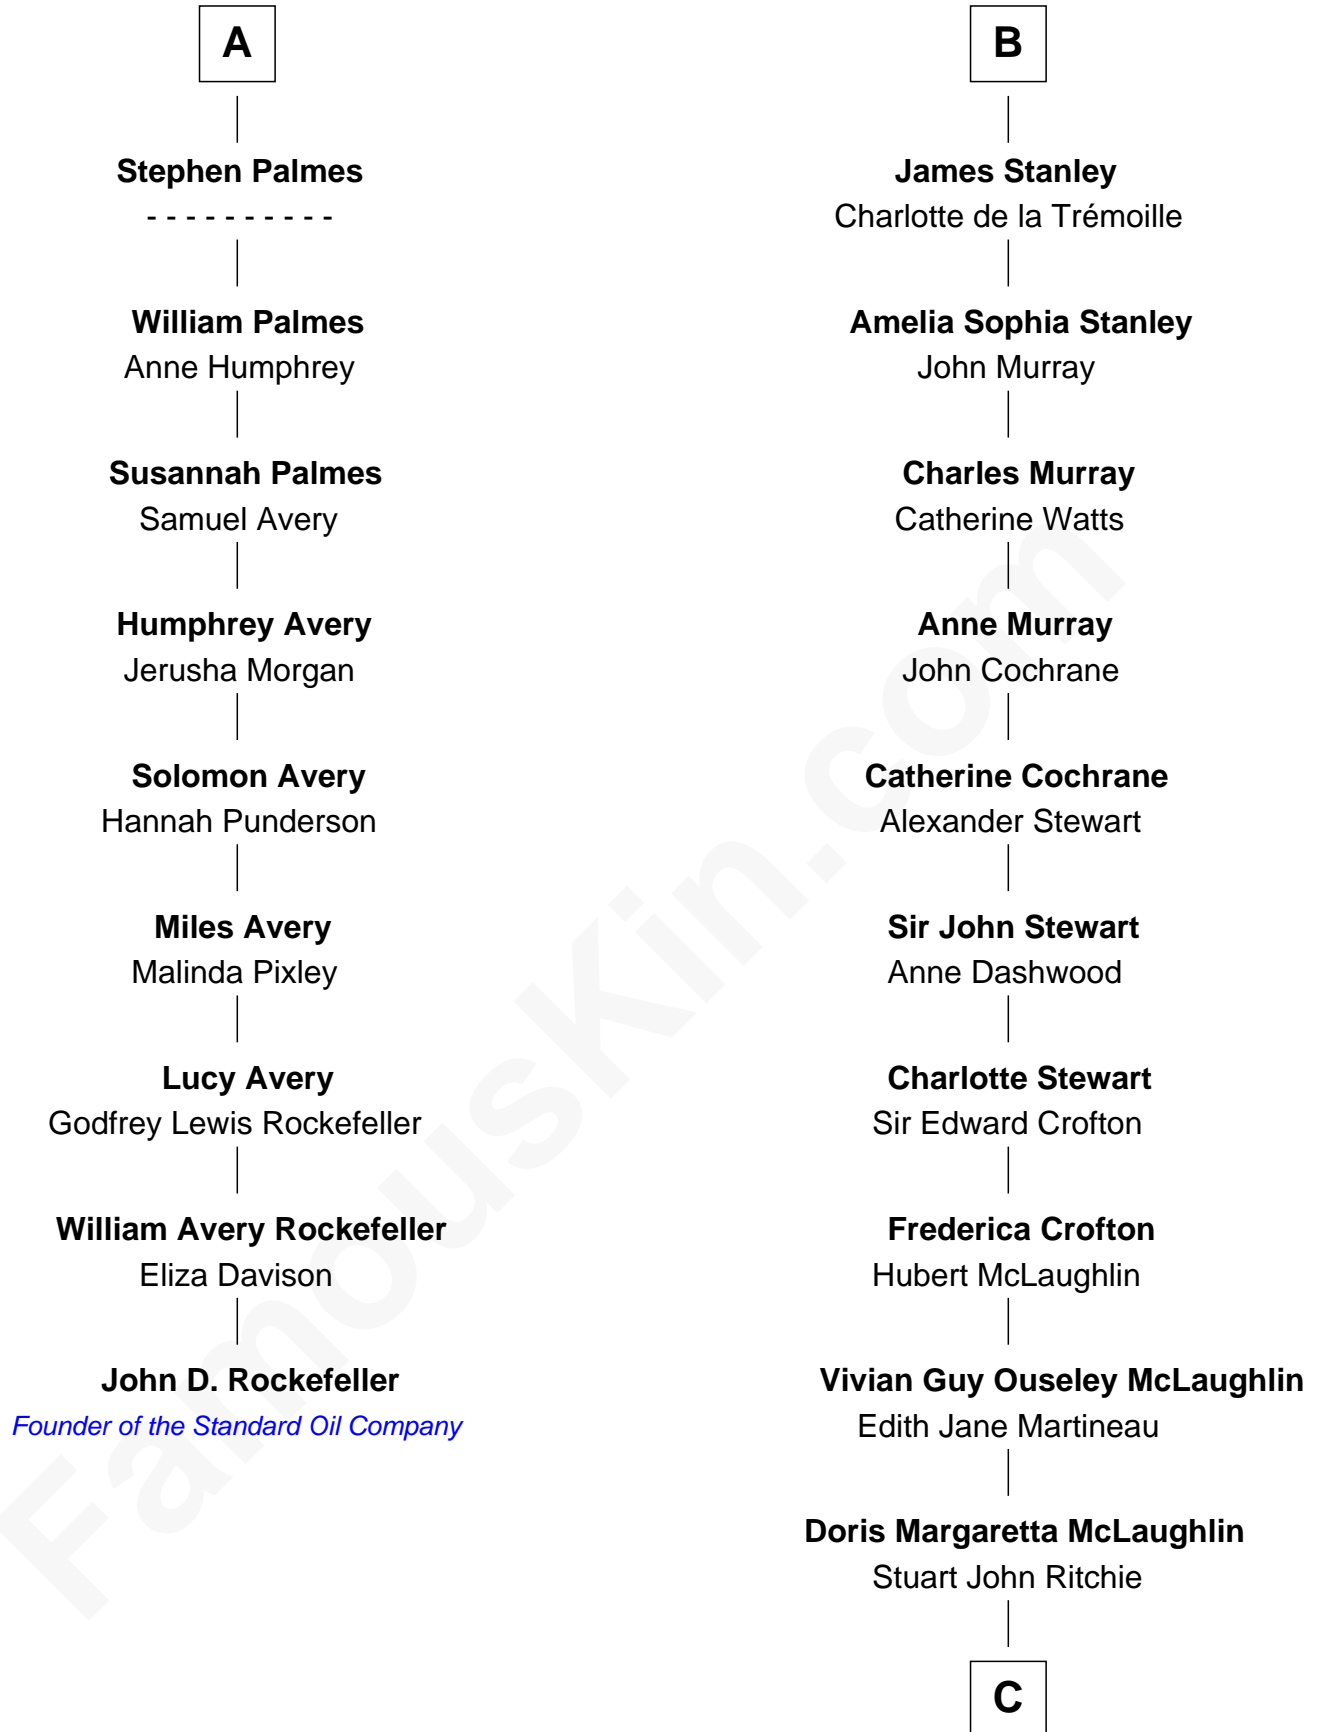 A
Stephen Palmes
- - - - - - - - - -
William Palmes
Anne Humphrey
Susannah Palmes
Samuel Avery
Humphrey Avery
Jerusha Morgan
Solomon Avery
Hannah Punderson
Miles Avery
Malinda Pixley
Lucy Avery
Godfrey Lewis Rockefeller
William Avery Rockefeller
Eliza Davison
John D. Rockefeller
Founder of the Standard Oil Company
B
James Stanley
Charlotte de la Trémoille
Amelia Sophia Stanley
John Murray
Charles Murray
Catherine Watts
Anne Murray
John Cochrane
Catherine Cochrane
Alexander Stewart
Sir John Stewart
Anne Dashwood
Charlotte Stewart
Sir Edward Crofton
Frederica Crofton
Hubert McLaughlin
Vivian Guy Ouseley McLaughlin
Edith Jane Martineau
Doris Margaretta McLaughlin
Stuart John Ritchie
C
FamousKin.com